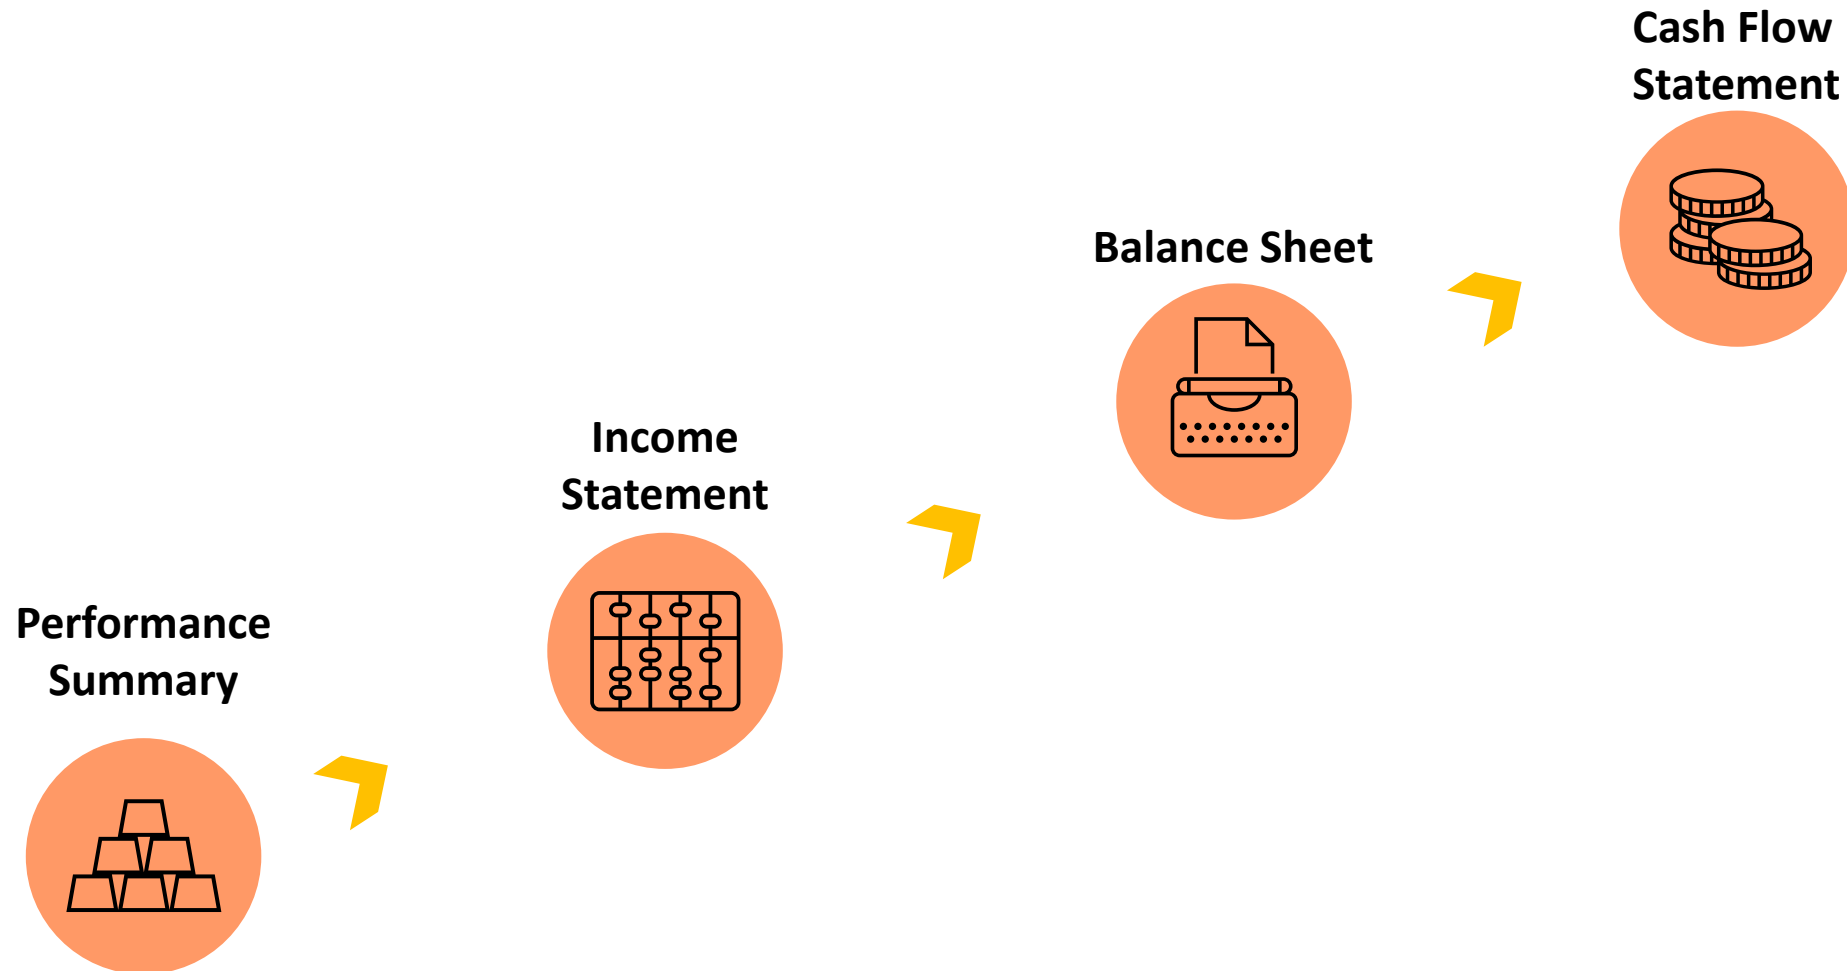 Performance
Summary
Income
Statement
Balance Sheet
Cash Flow
Statement